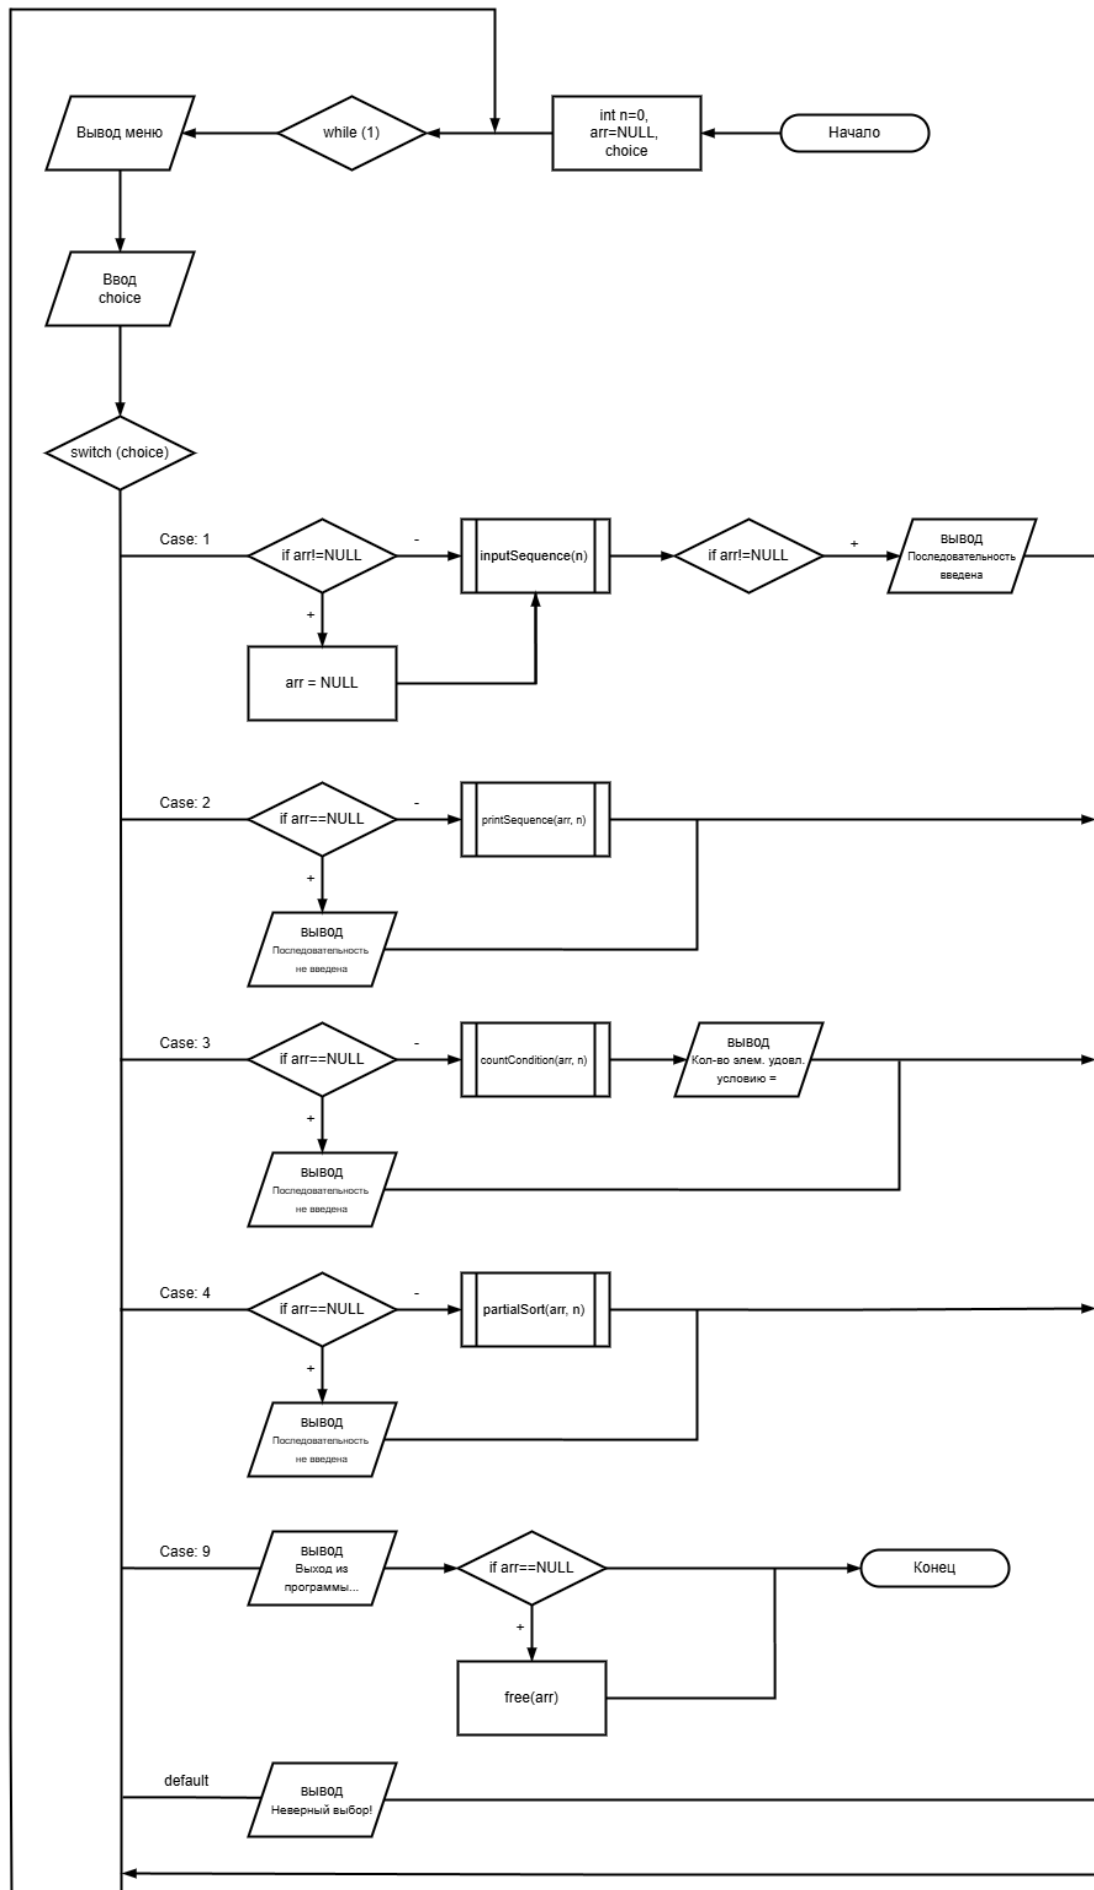 Вывод меню
while (1)
int n=0,
arr=NULL,
choice
Начало
Ввод
choice
switch (choice)
Case: 1
if arr!=NULL
-
inputSequence(n)
if arr!=NULL
+
вывод
Последовательность
введена
+
arr = NULL
Case: 2
if arr==NULL
-
printSequence(arr, n)
+
вывод
Последовательность
не введена
Case: 3
if arr==NULL
-
countCondition(arr, n)
вывод
Кол-во элем. удовл.
условию =
+
вывод
Последовательность
не введена
Case: 4
if arr==NULL
-
partialSort(arr, n)
+
вывод
Последовательность
не введена
Case: 9
вывод
Выход из
программы...
if arr==NULL
Конец
+
free(arr)
default
вывод
Неверный выбор!